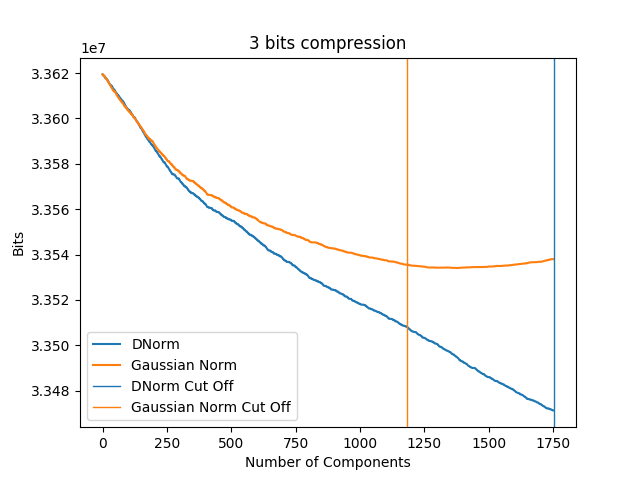 3 bits compression
1e7
3.362
3.360
3.358
3.356
3.354
3.352
3.350
3.348
Bits
DNorm
Gaussian Norm
DNorm Cut Off
Gaussian Norm Cut Off
0 250 500 750 1000 1250 1500 1750
Number of Components